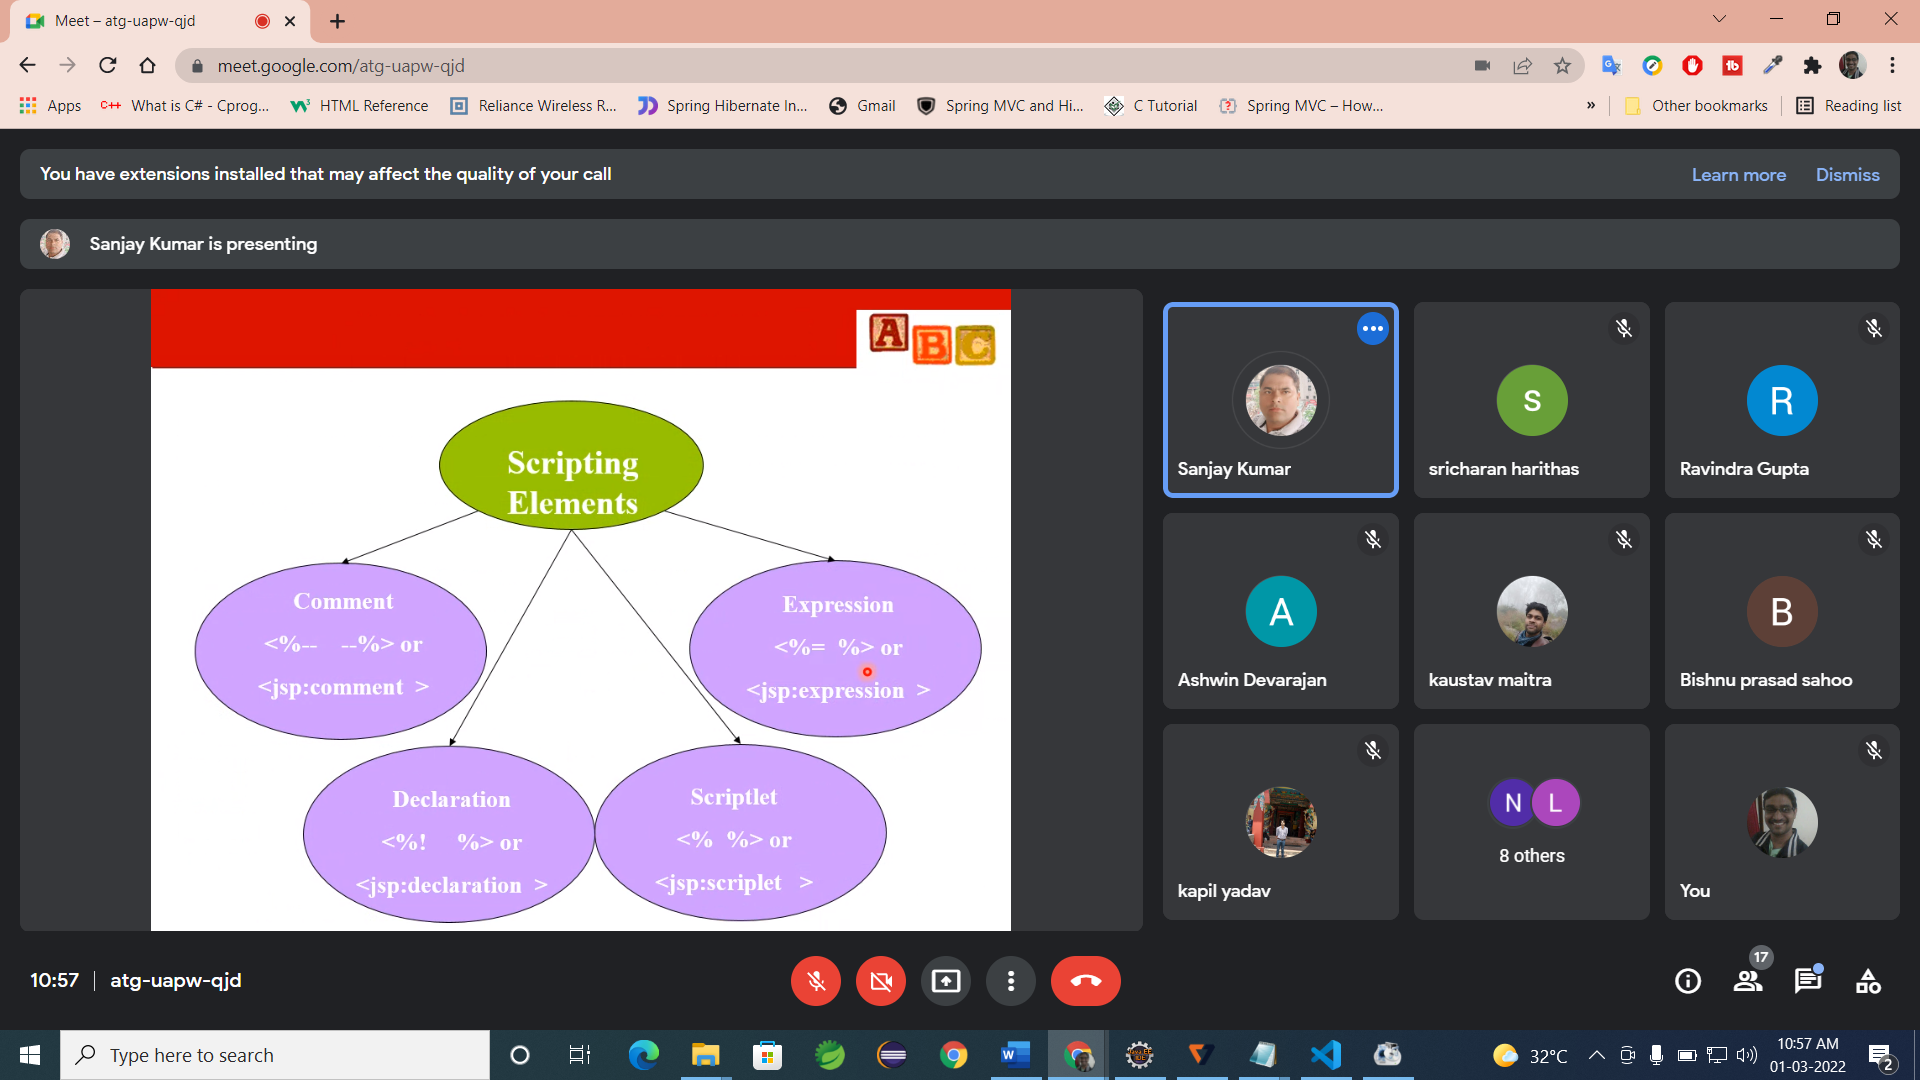 Meet – atg-uapw-qjd
meet.google.com/atg-uapw-qjd
Apps
C++ What is C# - Cprog...
HTML Reference
Reliance Wireless R...
Spring Hibernate In...
Gmail
Spring MVC and Hi...
C Tutorial
Spring MVC – How...
»
Other bookmarks
Reading list
You have extensions installed that may affect the quality of your call
Learn more
Dismiss
Sanjay Kumar is presenting
A B C
Scripting
Elements
Comment
<%-- --%> or
<jsp:comment >
Expression
<%= %> or
<jsp:expression >
Declaration
<%! %> or
<jsp:declaration >
Scriptlet
<% %> or
<jsp:scriplet >
Sanjay Kumar
S
sricharan harithas
R
Ravindra Gupta
A
Ashwin Devarajan
kaustav maitra
B
Bishnu prasad sahoo
kapil yadav
N L
8 others
You
10:57 | atg-uapw-qjd
17
Type here to search
32°C
10:57 AM
01-03-2022
2